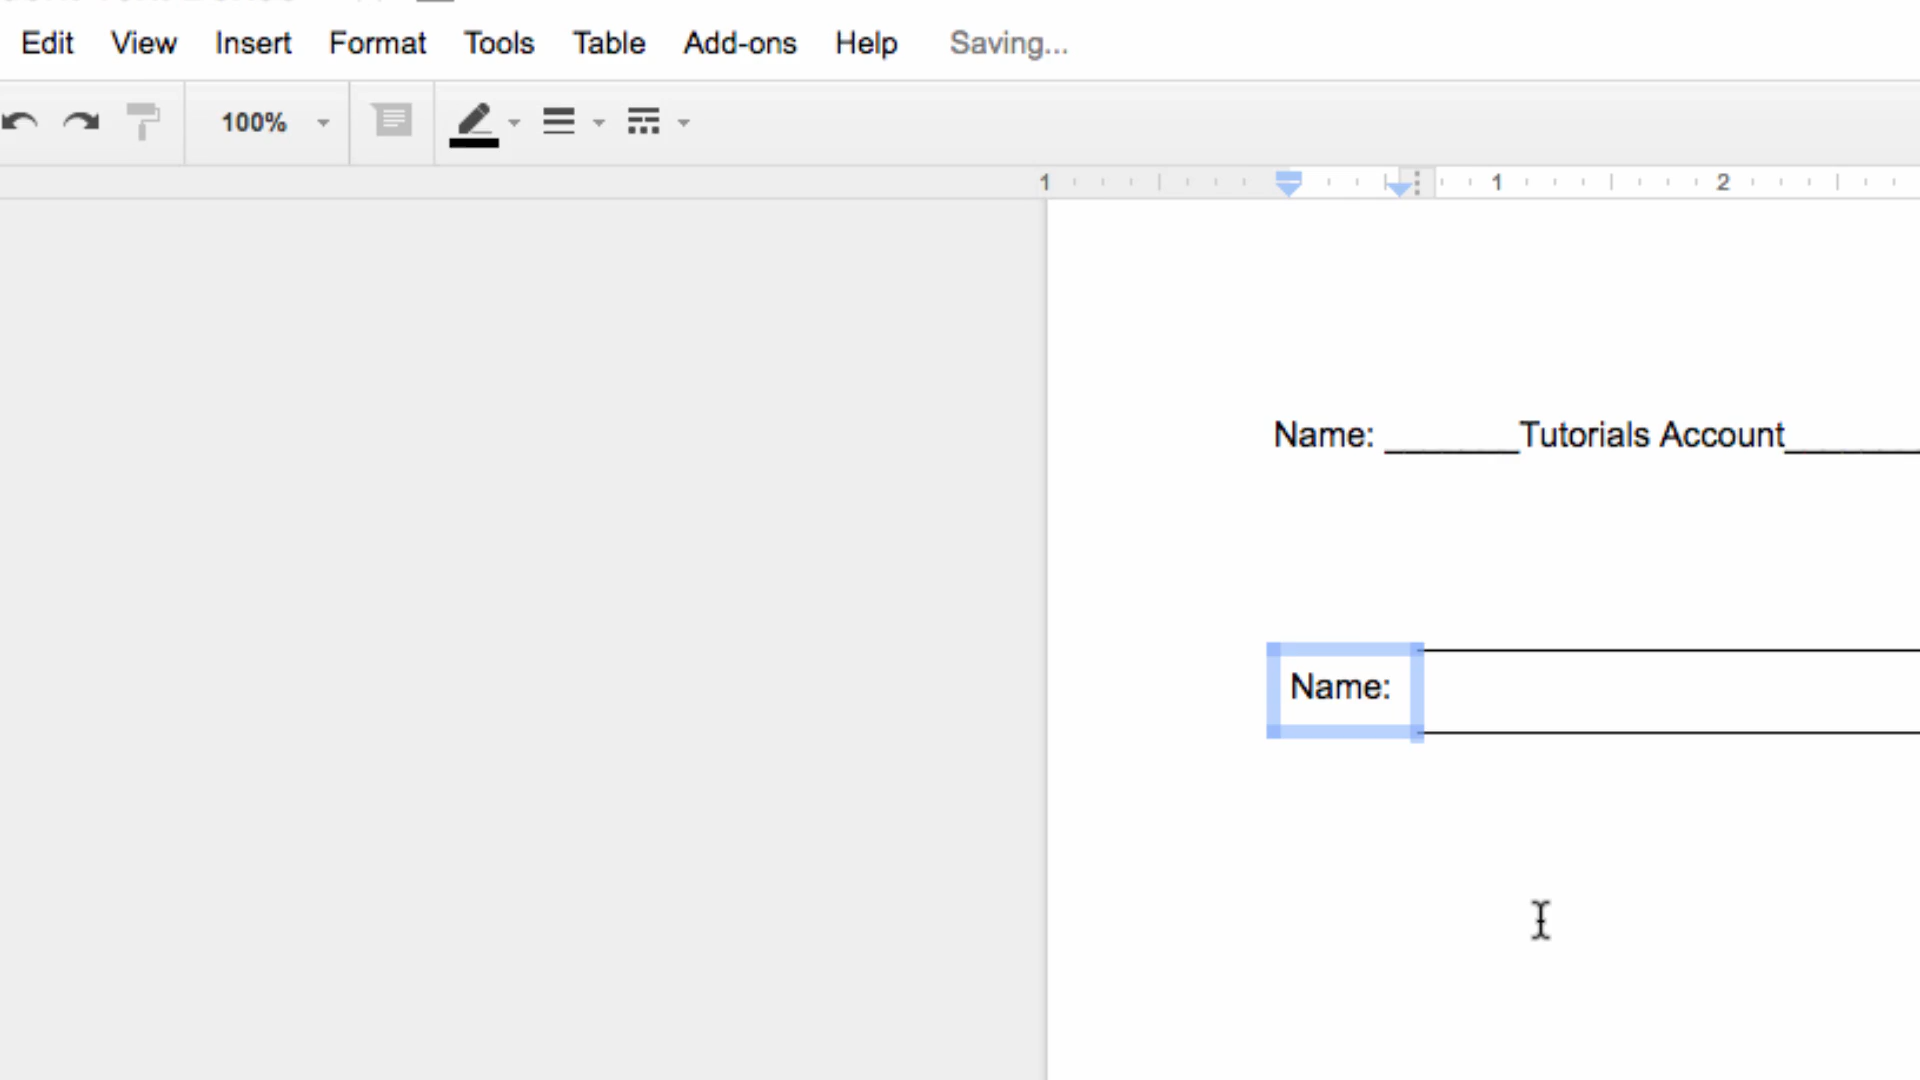 Edit View Insert Format Tools Table Add-ons Help Saving...
100%
1 1 2
Name: _______Tutorials Account_______
Name: